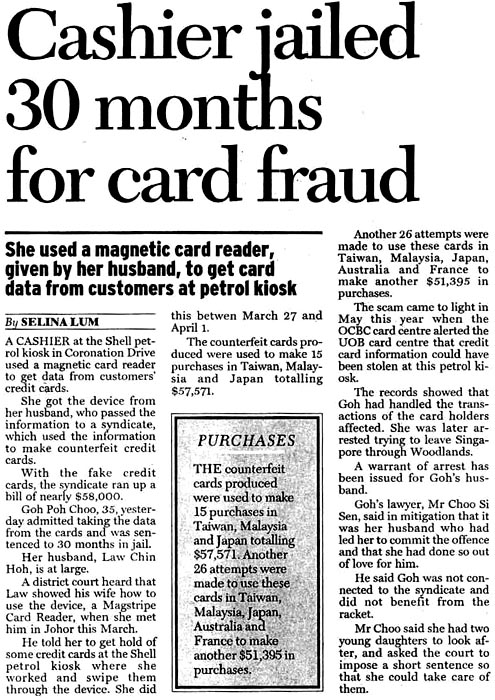 Cashier jailed
30 months
for card fraud
She used a magnetic card reader,
given by her husband, to get card
data from customers at petrol kiosk
By SELINA LUM
A CASHIER at the Shell pet-
rol kiosk in Coronation Drive
used a magnetic card reader
to get data from customers'
credit cards.
She got the device from
her husband, who passed the
information to a syndicate,
which used the information
to make counterfeit credit
cards.
With the fake credit
cards, the syndicate ran up a
bill of nearly $58,000.
Goh Poh Choo, 35, yester-
day admitted taking the data
from the cards and was sen-
tenced to 30 months in jail.
Her husband, Law Chin
Hoh, is at large.
A district court heard that
Law showed his wife how to
use the device, a Magstripe
Card Reader, when she met
him in Johor this March.
He told her to get hold of
some credit cards at the Shell
petrol kiosk where she
worked and swipe them
through the device. She did
this betwen March 27 and
April 1.
The counterfeit cards pro-
duced were used to make 15
purchases in Taiwan, Malay-
sia and Japan totalling
$57,571.
PURCHASES
THE counterfeit
cards produced
were used to make
15 purchases in
Taiwan, Malaysia
and Japan totalling
$57,571. Another
26 attempts were
made to use these
cards in Taiwan,
Malaysia, Japan,
Australia and
France to make
another $51,395 in
purchases.
Another 26 attempts were
made to use these cards in
Taiwan, Malaysia, Japan,
Australia and France to
make another $51,395 in
purchases.
The scam came to light in
May this year when the
OCBC card centre alerted the
UOB card centre that credit
card information could have
been stolen at this petrol ki-
osk.
The records showed that
Goh had handled the trans-
actions of the card holders
affected. She was later ar-
rested trying to leave Singa-
pore through Woodlands.
A warrant of arrest has
been issued for Goh's hus-
band.
Goh's lawyer, Mr Choo Si
Sen, said in mitigation that it
was her husband who had
led her to commit the offence
and that she had done so out
of love for him.
He said Goh was not con-
nected to the syndicate and
did not benefit from the
racket.
Mr Choo said she had two
young daughters to look af-
ter, and asked the court to
impose a short sentence so
that she could take care of
them.